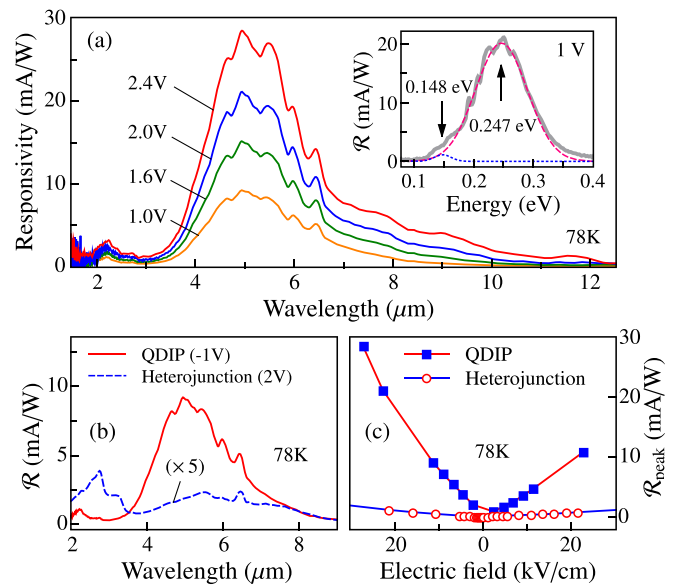 (a)
Responsivity (mA/W)
30
20
10
0
2.4V
2.0V
1.6V
1.0V
78K
2 4 6 8 10 12
Wavelength (μm)
1 V
ℛ (mA/W)
20
10
0
0.148 eV
0.247 eV
0.1 0.2 0.3 0.4
Energy (eV)
(b)
QDIP (-1V)
Heterojunction (2V)
ℛ (mA/W)
10
5
0
(×5)
78K
2 4 6 8
Wavelength (μm)
(c)
QDIP
Heterojunction
78K
30
20
10
0
ℛpeak (mA/W)
20 0 20
Electric field (kV/cm)